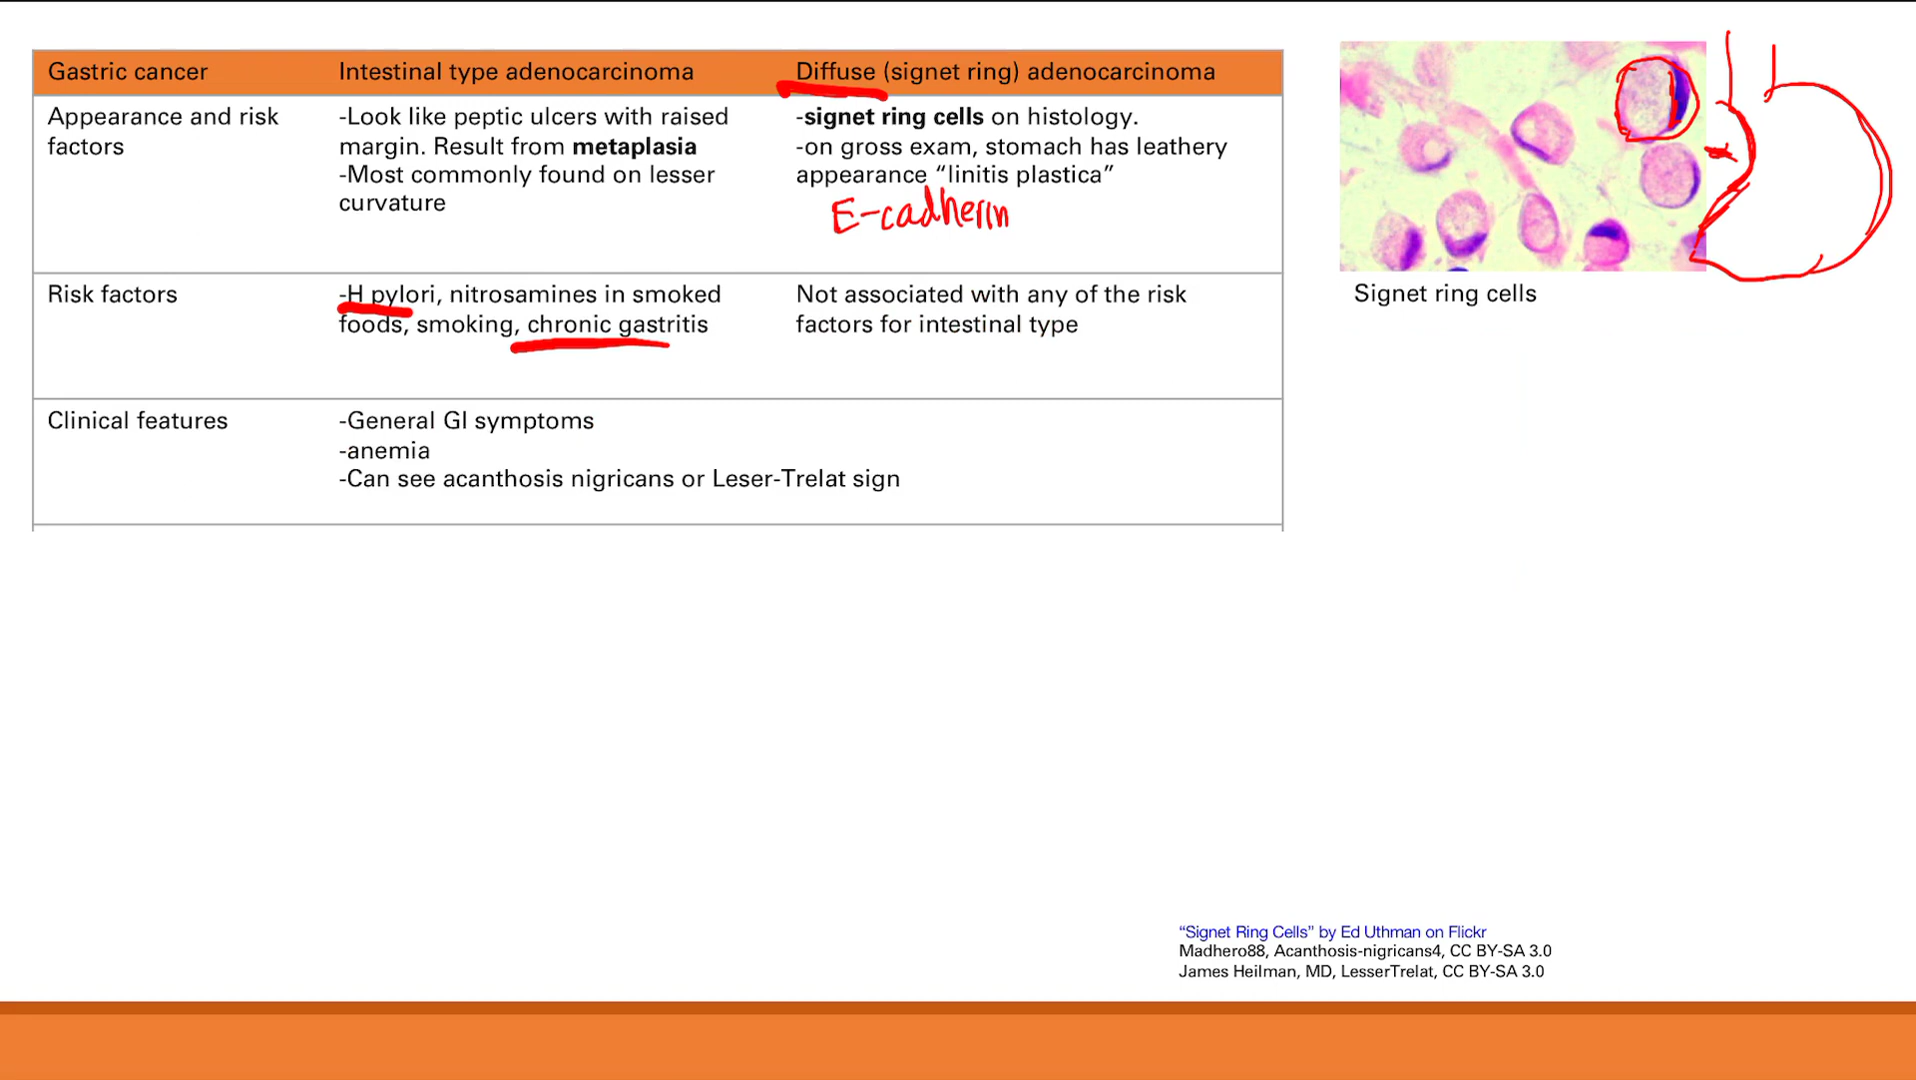 Gastric cancer
Intestinal type adenocarcinoma
Diffuse (signet ring) adenocarcinoma
Appearance and risk
factors
-Look like peptic ulcers with raised
margin. Result from metaplasia
-Most commonly found on lesser
curvature
-signet ring cells on histology.
-on gross exam, stomach has leathery
appearance “linitis plastica”
E-cadherin
Risk factors
-H pylori, nitrosamines in smoked
foods, smoking, chronic gastritis
Not associated with any of the risk
factors for intestinal type
Clinical features
-General GI symptoms
-anemia
-Can see acanthosis nigricans or Leser-Trelat sign
Signet ring cells
“Signet Ring Cells” by Ed Uthman on Flickr
Madhero88, Acanthosis-nigricans4, CC BY-SA 3.0
James Heilman, MD, LesserTrelat, CC BY-SA 3.0